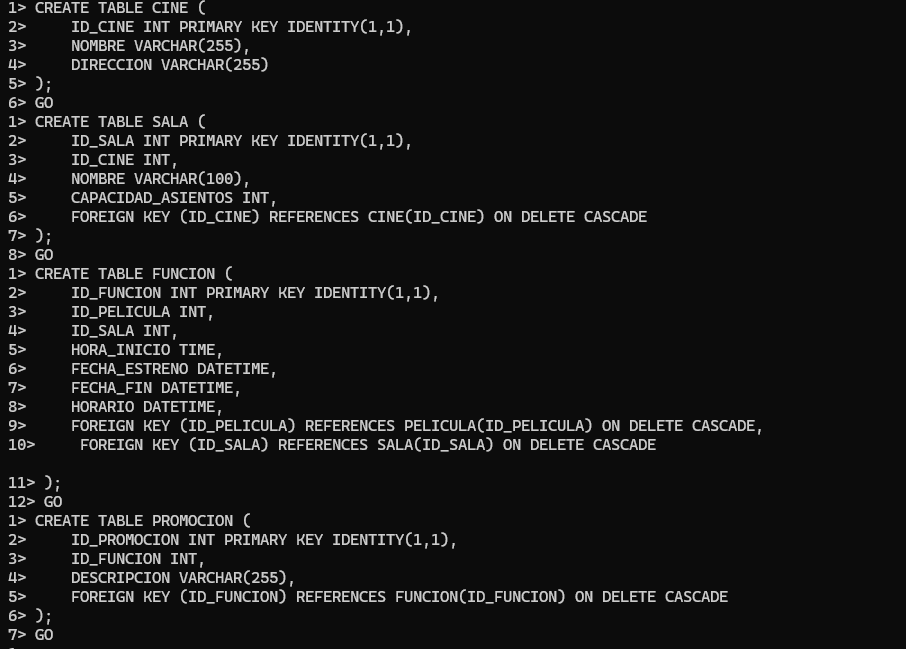 1> CREATE TABLE CINE (
2>     ID_CINE INT PRIMARY KEY IDENTITY(1,1),
3>     NOMBRE VARCHAR(255),
4>     DIRECCION VARCHAR(255)
5> );
6> GO
1> CREATE TABLE SALA (
2>     ID_SALA INT PRIMARY KEY IDENTITY(1,1),
3>     ID_CINE INT,
4>     NOMBRE VARCHAR(100),
5>     CAPACIDAD_ASIENTOS INT,
6>     FOREIGN KEY (ID_CINE) REFERENCES CINE(ID_CINE) ON DELETE CASCADE
7> );
8> GO
1> CREATE TABLE FUNCION (
2>     ID_FUNCION INT PRIMARY KEY IDENTITY(1,1),
3>     ID_PELICULA INT,
4>     ID_SALA INT,
5>     HORA_INICIO TIME,
6>     FECHA_ESTRENO DATETIME,
7>     FECHA_FIN DATETIME,
8>     HORARIO DATETIME,
9>     FOREIGN KEY (ID_PELICULA) REFERENCES PELICULA(ID_PELICULA) ON DELETE CASCADE,
10>     FOREIGN KEY (ID_SALA) REFERENCES SALA(ID_SALA) ON DELETE CASCADE
11> );
12> GO
1> CREATE TABLE PROMOCION (
2>     ID_PROMOCION INT PRIMARY KEY IDENTITY(1,1),
3>     ID_FUNCION INT,
4>     DESCRIPCION VARCHAR(255),
5>     FOREIGN KEY (ID_FUNCION) REFERENCES FUNCION(ID_FUNCION) ON DELETE CASCADE
6> );
7> GO